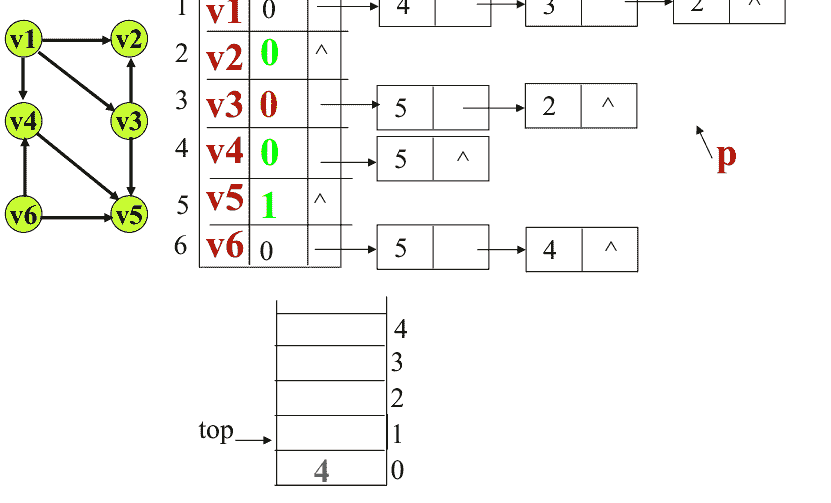 v1 v2
v4 v3
v6 v5
1 v1 0 4 3 2 ^
2 v2 0 ^
3 v3 0 5 2 ^
4 v4 0 5 ^
5 v5 1 ^
6 v6 0 5 4 ^
p
4
3
2
top 1
4 0